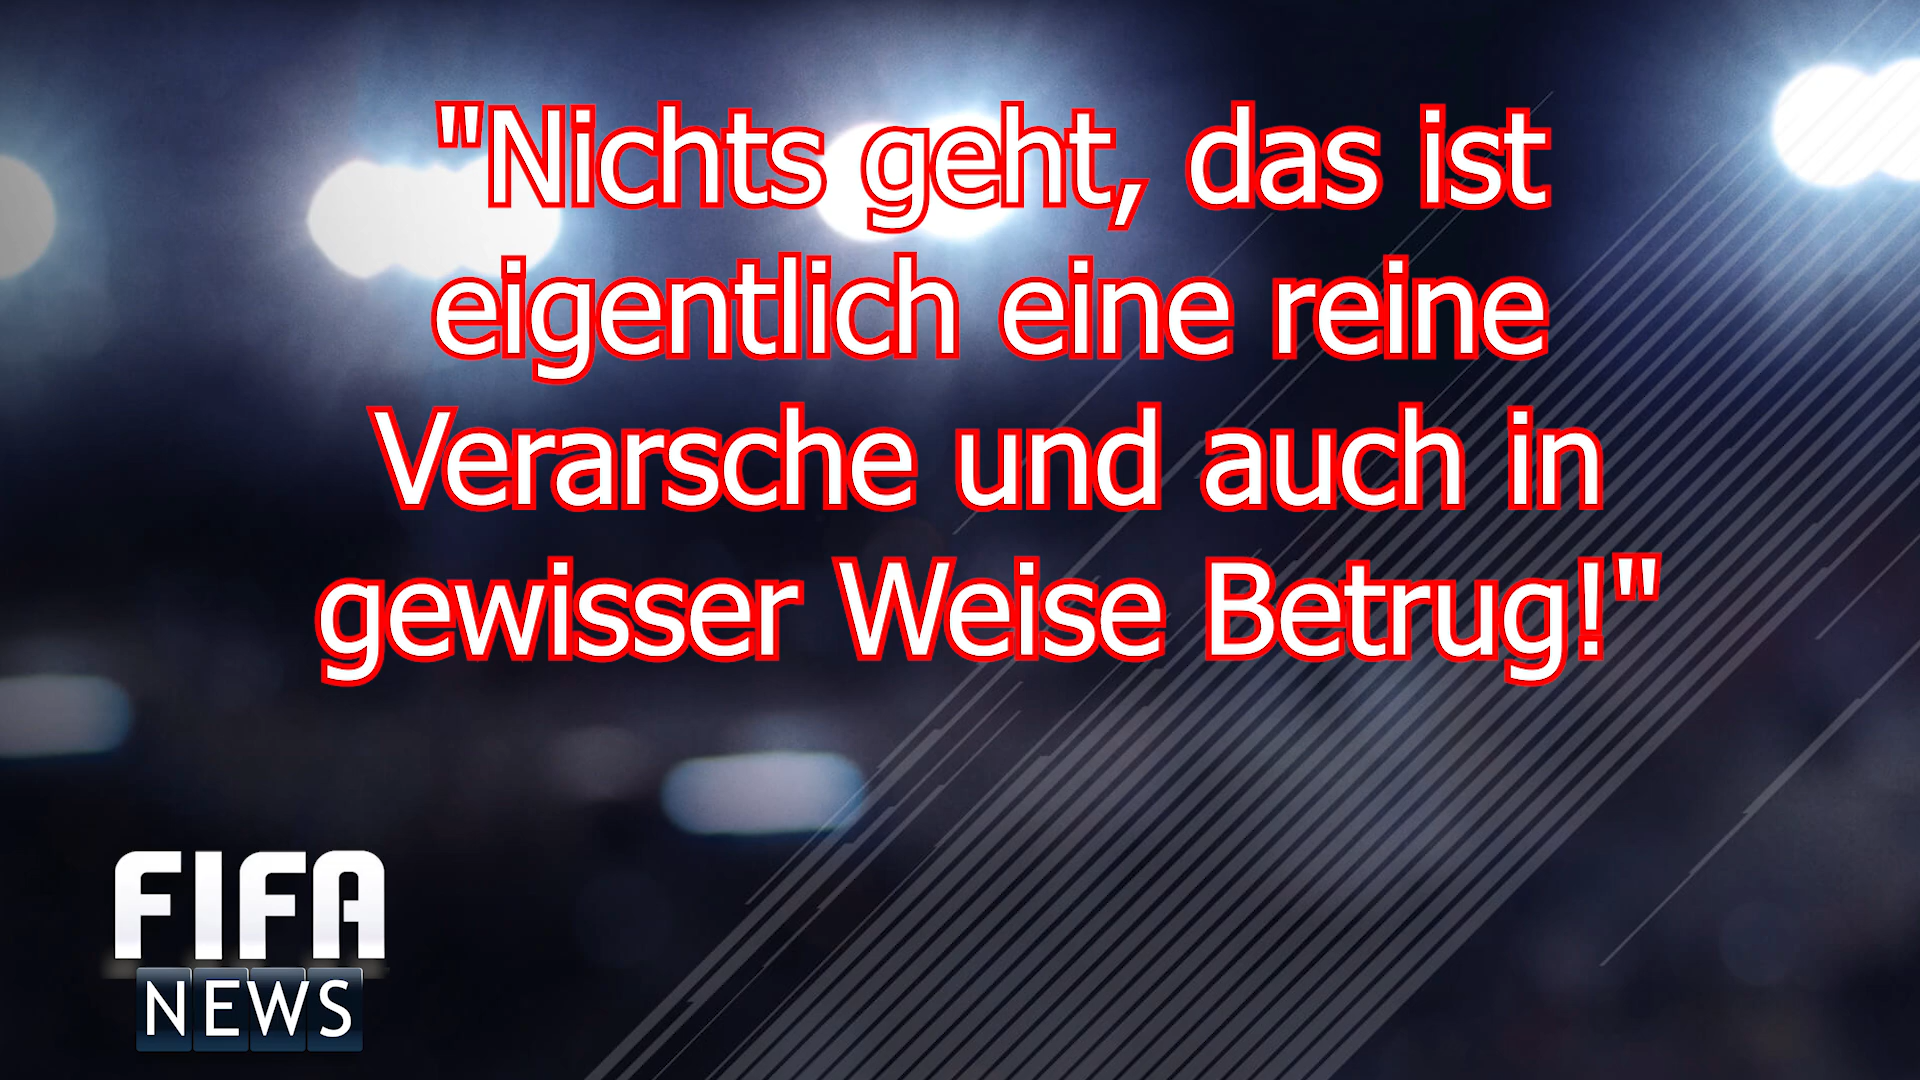 "Nichts geht, das ist
eigentlich eine reine
Verarsche und auch in
gewisser Weise Betrug!"
FIFA
NEWS